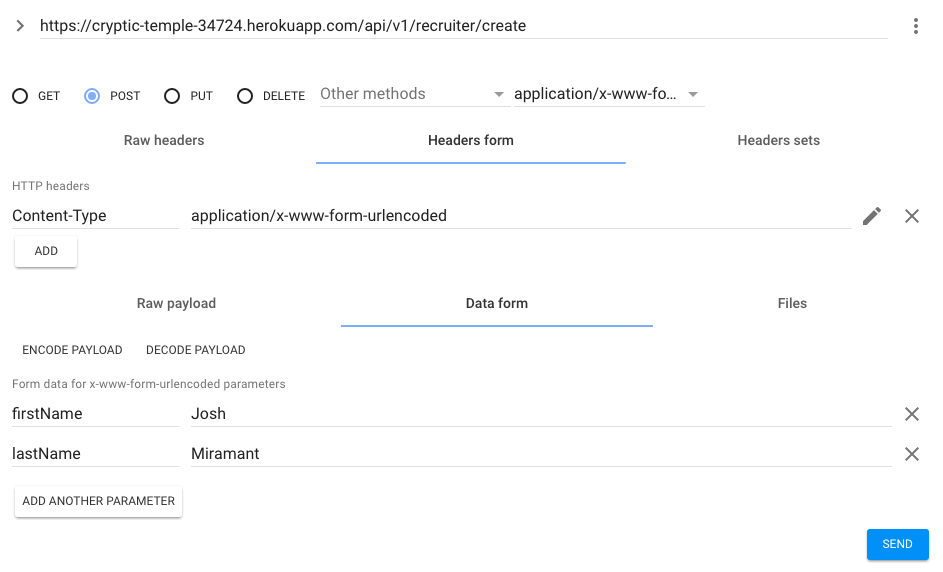 https://cryptic-temple-34724.herokuapp.com/api/v1/recruiter/create
GET POST PUT DELETE Other methods application/x-www-fo...
Raw headers Headers form Headers sets
HTTP headers
Content-Type application/x-www-form-urlencoded
ADD
Raw payload Data form Files
ENCODE PAYLOAD DECODE PAYLOAD
Form data for x-www-form-urlencoded parameters
firstName Josh
lastName Miramant
ADD ANOTHER PARAMETER
SEND